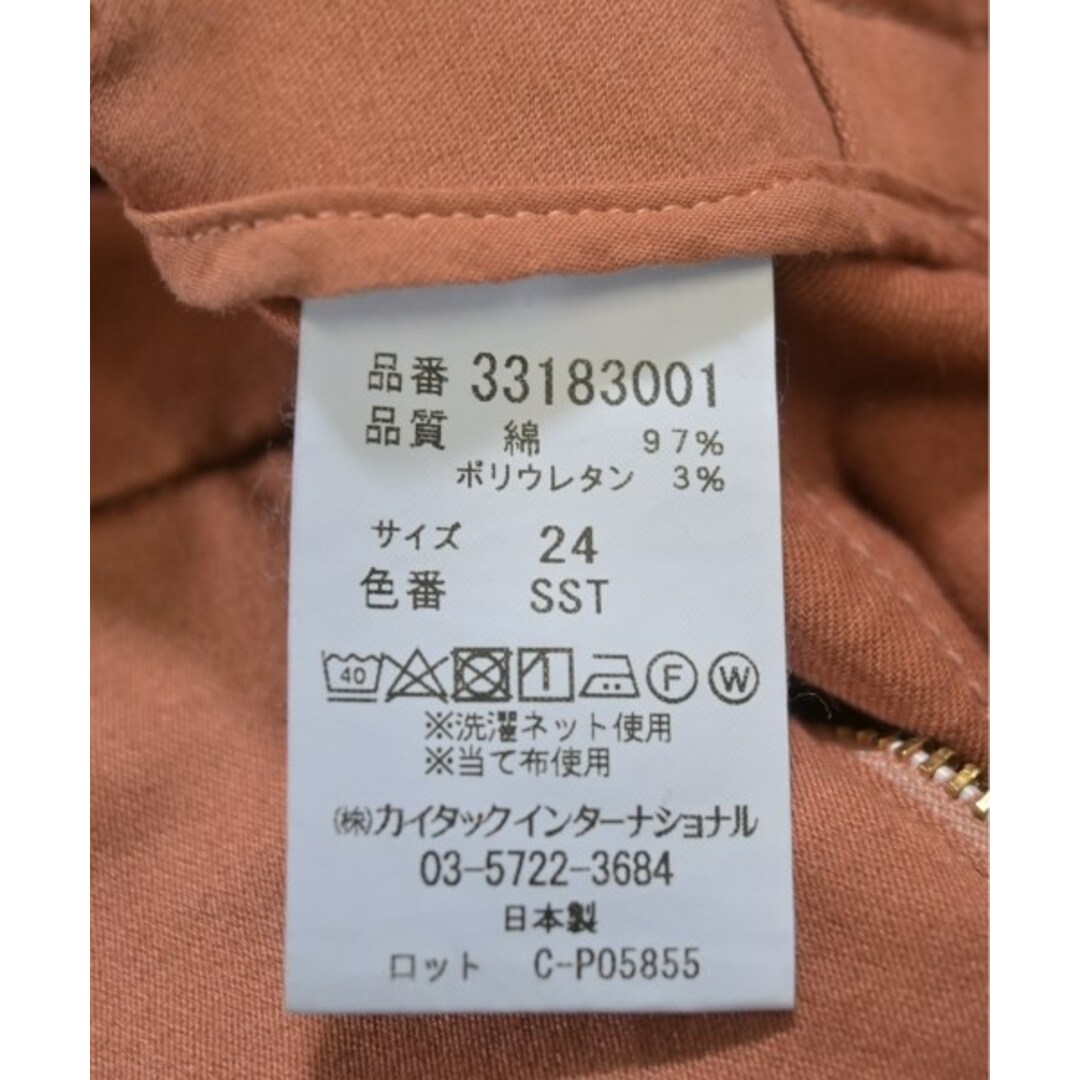 品番 33183001
品質 綿 97%
ポリウレタン 3%
サイズ 24
色番 SST
40 F W
※洗濯ネット使用
※当て布使用
㈱カイタックインターナショナル
03-5722-3684
日本製
ロット C-P05855